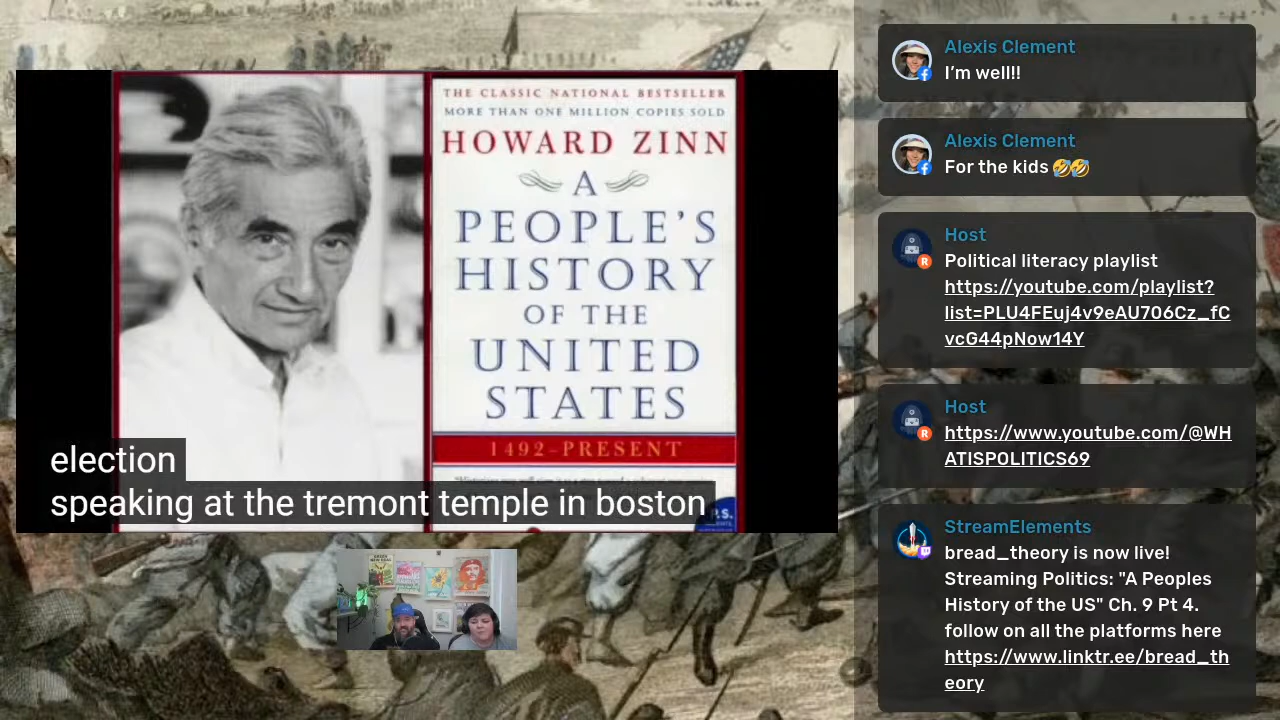 THE CLASSIC NATIONAL BESTSELLER
MORE THAN ONE MILLION COPIES SOLD
HOWARD ZINN
A
PEOPLE'S
HISTORY
OF THE
UNITED
STATES
1492–PRESENT
P.S.
election
speaking at the tremont temple in boston
Alexis Clement
I'm well!!
Alexis Clement
For the kids 🤣🤣
Host
Political literacy playlist
https://youtube.com/playlist?
list=PLU4FEuj4v9eAU7O6Cz_fC
vcG44pNow14Y
Host
https://www.youtube.com/@WH
ATISPOLITICS69
StreamElements
bread_theory is now live!
Streaming Politics: "A Peoples
History of the US" Ch. 9 Pt 4.
follow on all the platforms here
https://www.linktr.ee/bread_th
eory